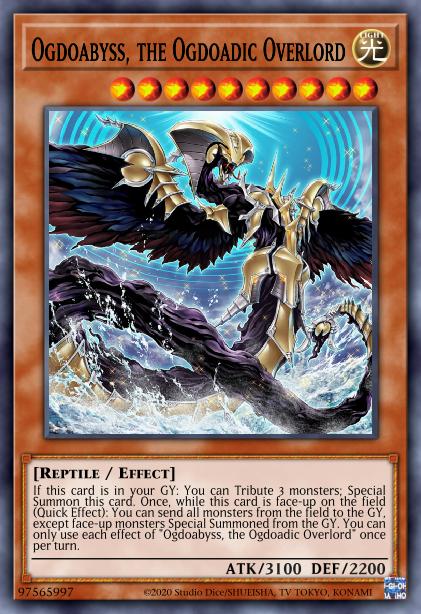 Ogdoabyss, the Ogdoadic Overlord
LIGHT
光
[Reptile / Effect]
If this card is in your GY: You can Tribute 3 monsters; Special
Summon this card. Once, while this card is face-up on the field
(Quick Effect): You can send all monsters from the field to the GY,
except face-up monsters Special Summoned from the GY. You can
only use each effect of "Ogdoabyss, the Ogdoadic Overlord" once
per turn.
ATK/3100 DEF/2200
97565997
©2020 Studio Dice/SHUEISHA, TV TOKYO, KONAMI